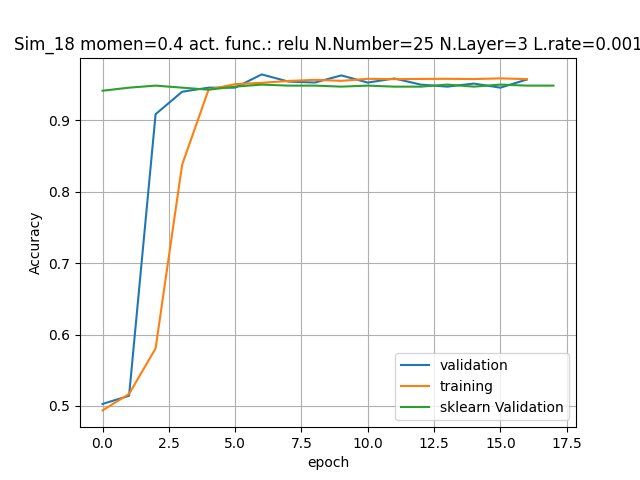 Sim_18 momen=0.4 act. func.: relu N.Number=25 N.Layer=3 L.rate=0.001
Accuracy
0.9
0.8
0.7
0.6
0.5
validation
training
sklearn Validation
0.0 2.5 5.0 7.5 10.0 12.5 15.0 17.5
epoch